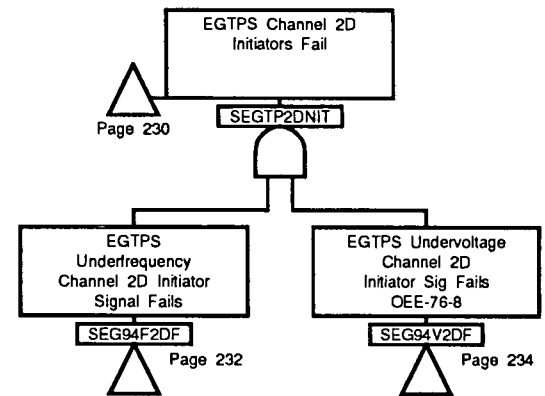 EGTPS Channel 2D
Initiators Fail
Page 230
SEGTP2DNIT
EGTPS
Underfrequency
Channel 2D Initiator
Signal Fails
SEG94F2DF
Page 232
EGTPS Undervoltage
Channel 2D
Initiator Sig Fails
OEE-76-8
SEG94V2DF
Page 234